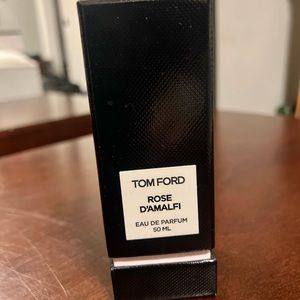 TOM FORD
ROSE
D'AMALFI
EAU DE PARFUM
50 ML